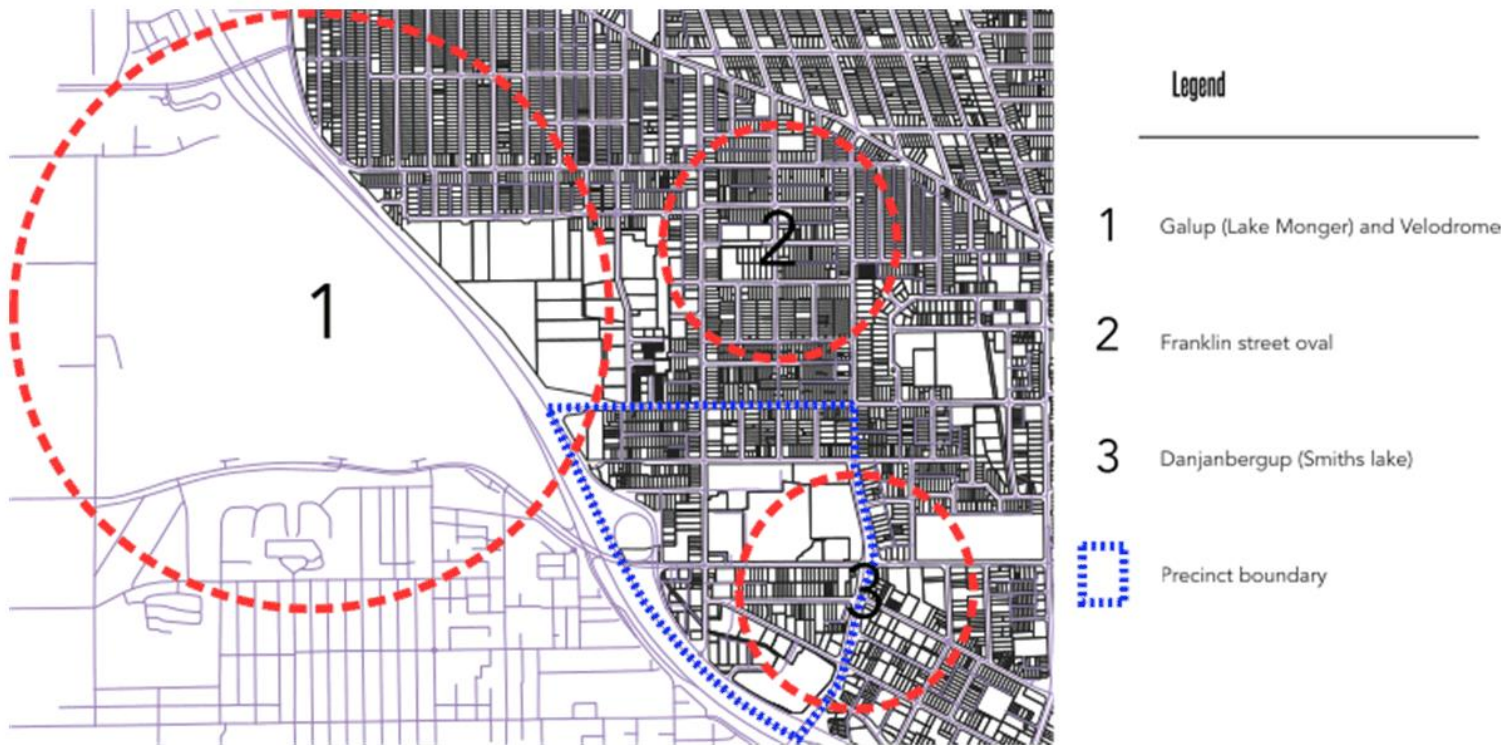 Legend
1 Galup (Lake Monger) and Velodrome
2 Franklin street oval
3 Danjanbergup (Smiths lake)
Precinct boundary
1
2
3